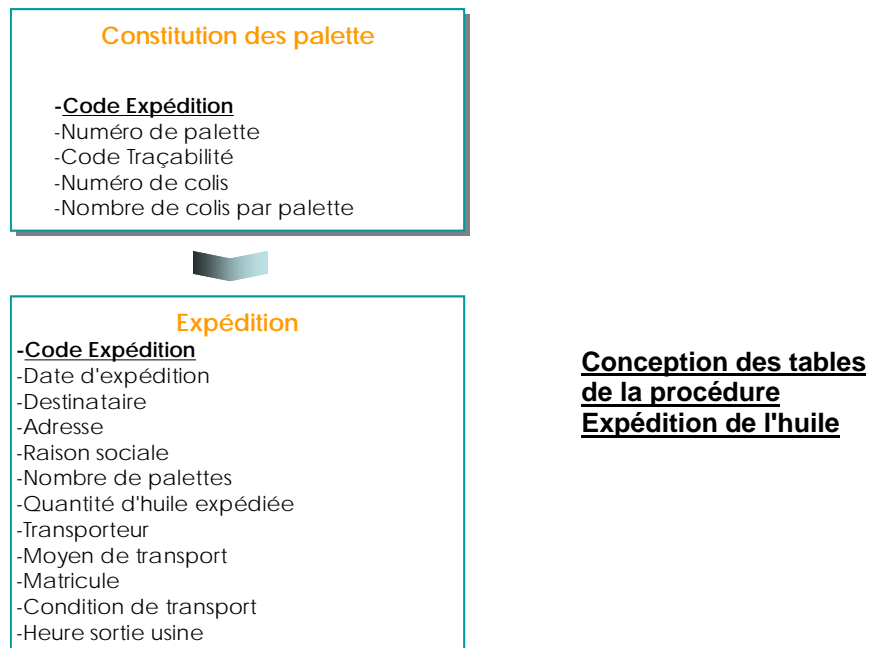 Constitution des palette
-Code Expédition
-Numéro de palette
-Code Traçabilité
-Numéro de colis
-Nombre de colis par palette
Expédition
-Code Expédition
-Date d'expédition
-Destinataire
-Adresse
-Raison sociale
-Nombre de palettes
-Quantité d'huile expédiée
-Transporteur
-Moyen de transport
-Matricule
-Condition de transport
-Heure sortie usine
Conception des tables
de la procédure
Expédition de l'huile